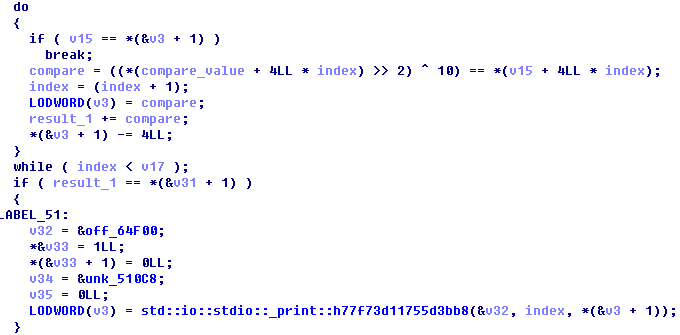 do
{
if ( v15 == *(&v3 + 1) )
break;
compare = ((*(compare_value + 4LL * index) >> 2) ^ 10) == *(v15 + 4LL * index);
index = (index + 1);
LODWORD(v3) = compare;
result_1 += compare;
*(&v3 + 1) -= 4LL;
}
while ( index < v17 );
if ( result_1 == *(&v31 + 1) )
{
LABEL_51:
v32 = &off_64F00;
*&v33 = 1LL;
*(&v33 + 1) = 0LL;
v34 = &unk_510C8;
v35 = 0LL;
LODWORD(v3) = std::io::stdio::_print::h77f73d11755d3bb8(&v32, index, *(&v3 + 1));
}